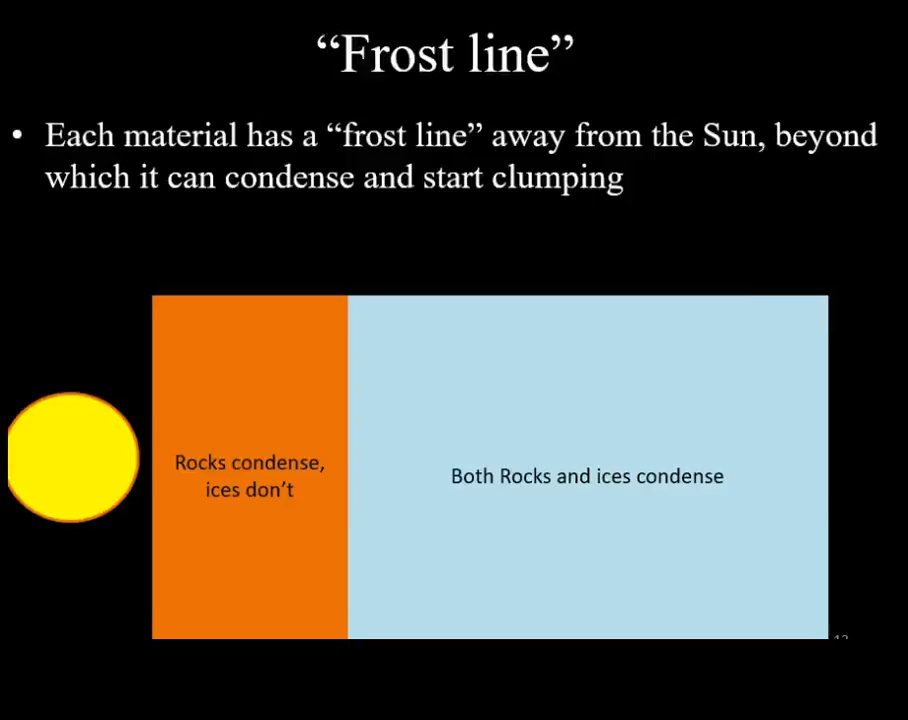 “Frost line”
• Each material has a “frost line” away from the Sun, beyond
which it can condense and start clumping
Rocks condense,
ices don’t
Both Rocks and ices condense